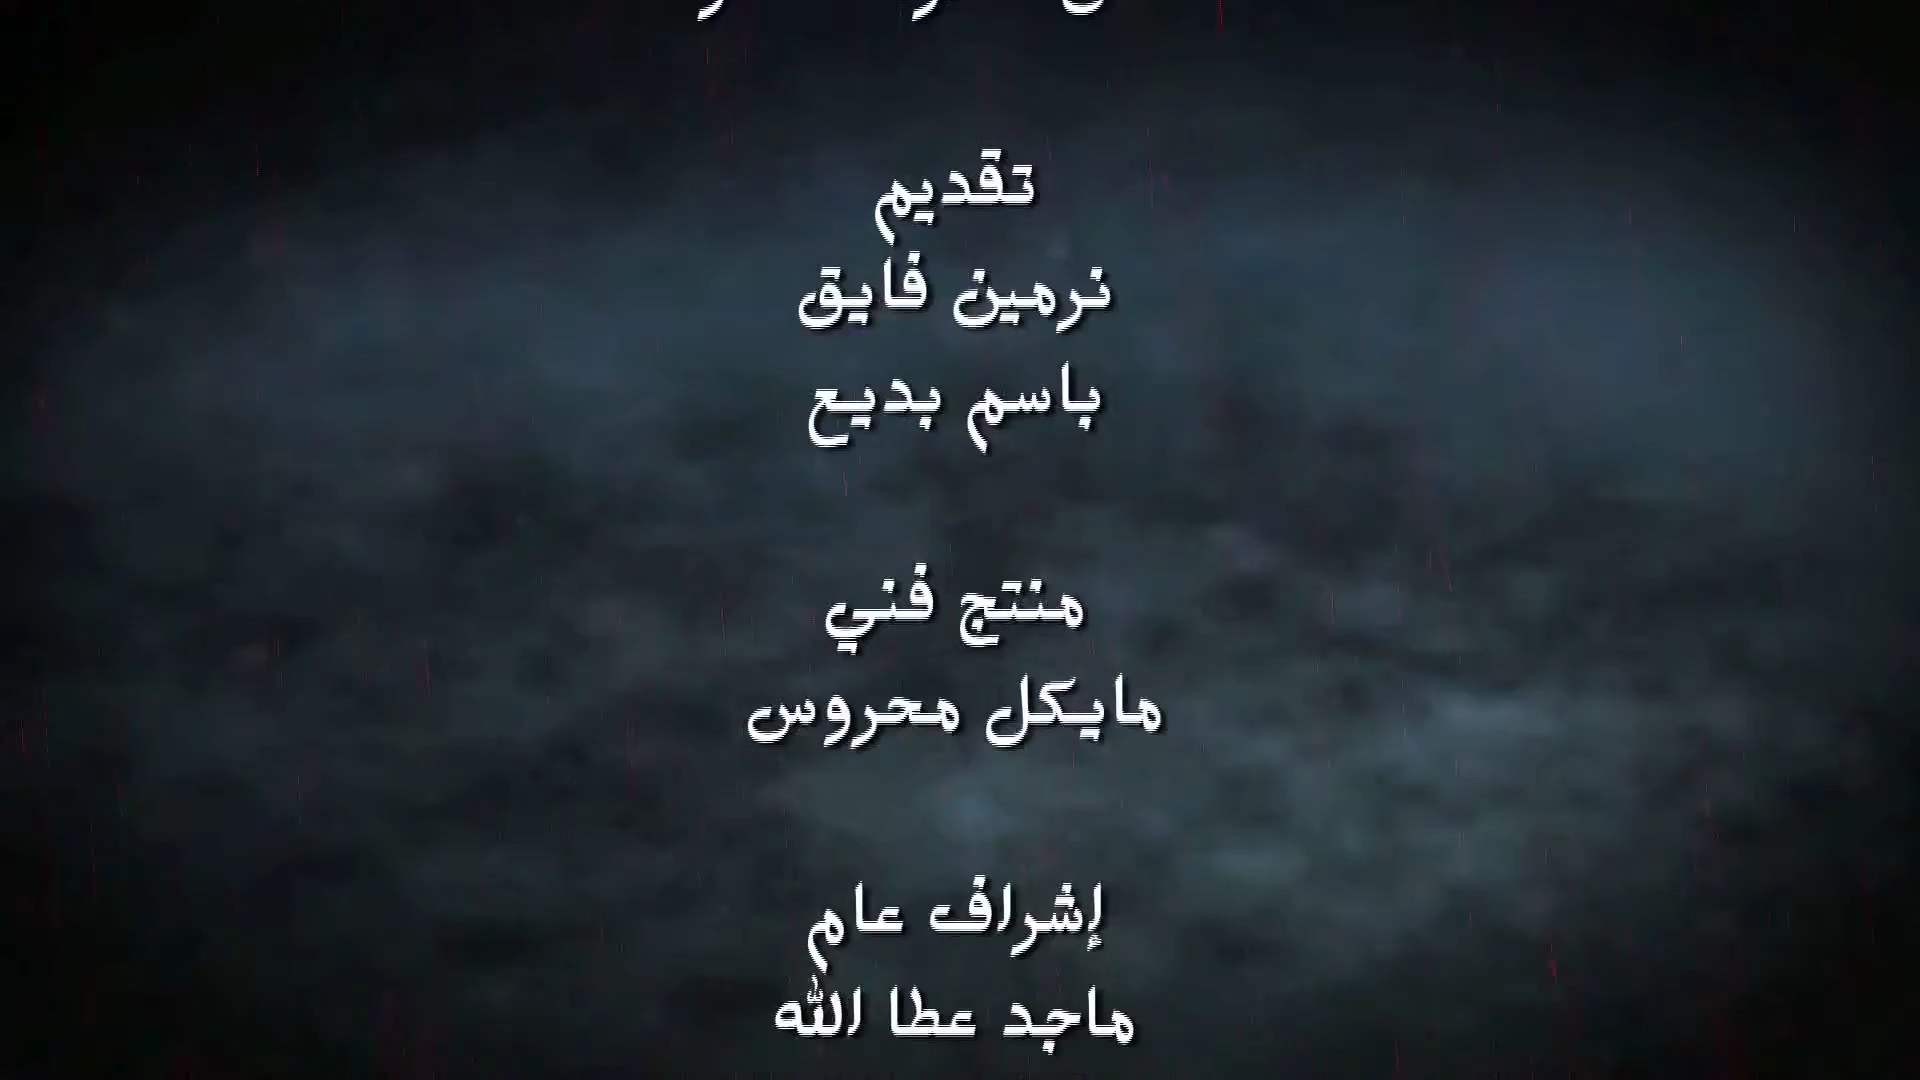 تقديم
نرمين فايق
باسم بديع
منتج فني
مايكل محروس
إشراف عام
ماجد عطا الله